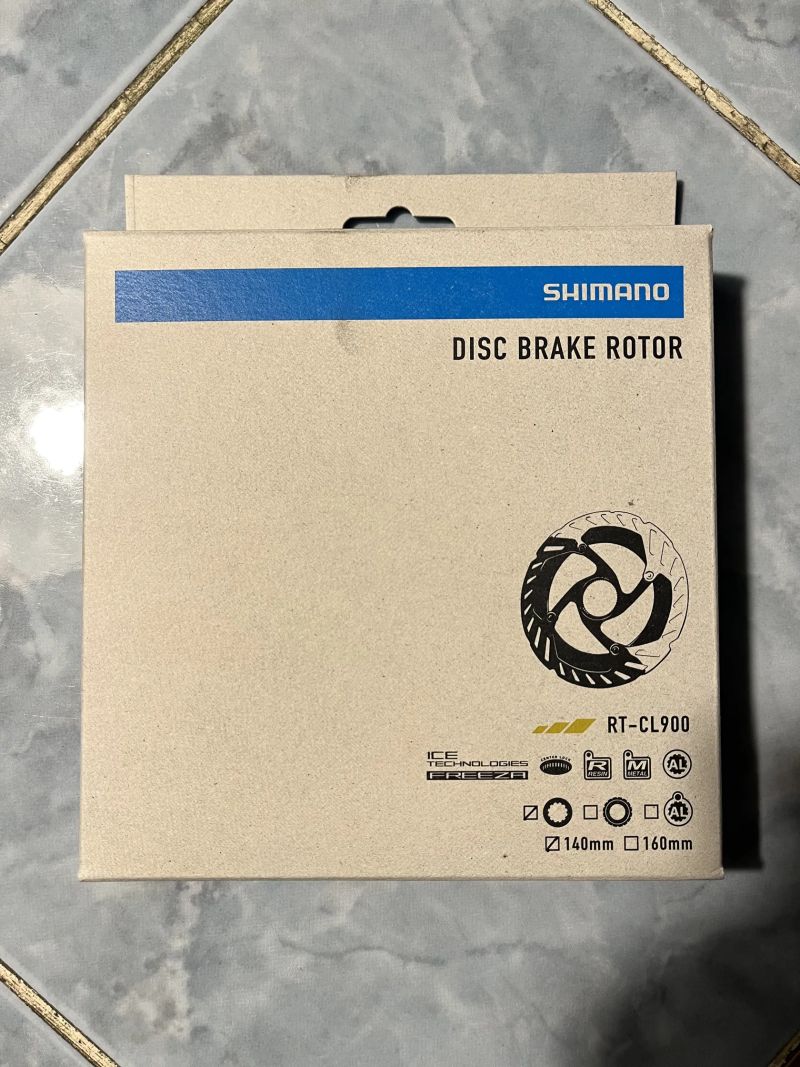 SHIMANO
DISC BRAKE ROTOR
RT-CL900
ICE
TECHNOLOGIES
FREEZA
CENTER LOCK
R
RESIN
M
METAL
AL
AL
140mm 160mm